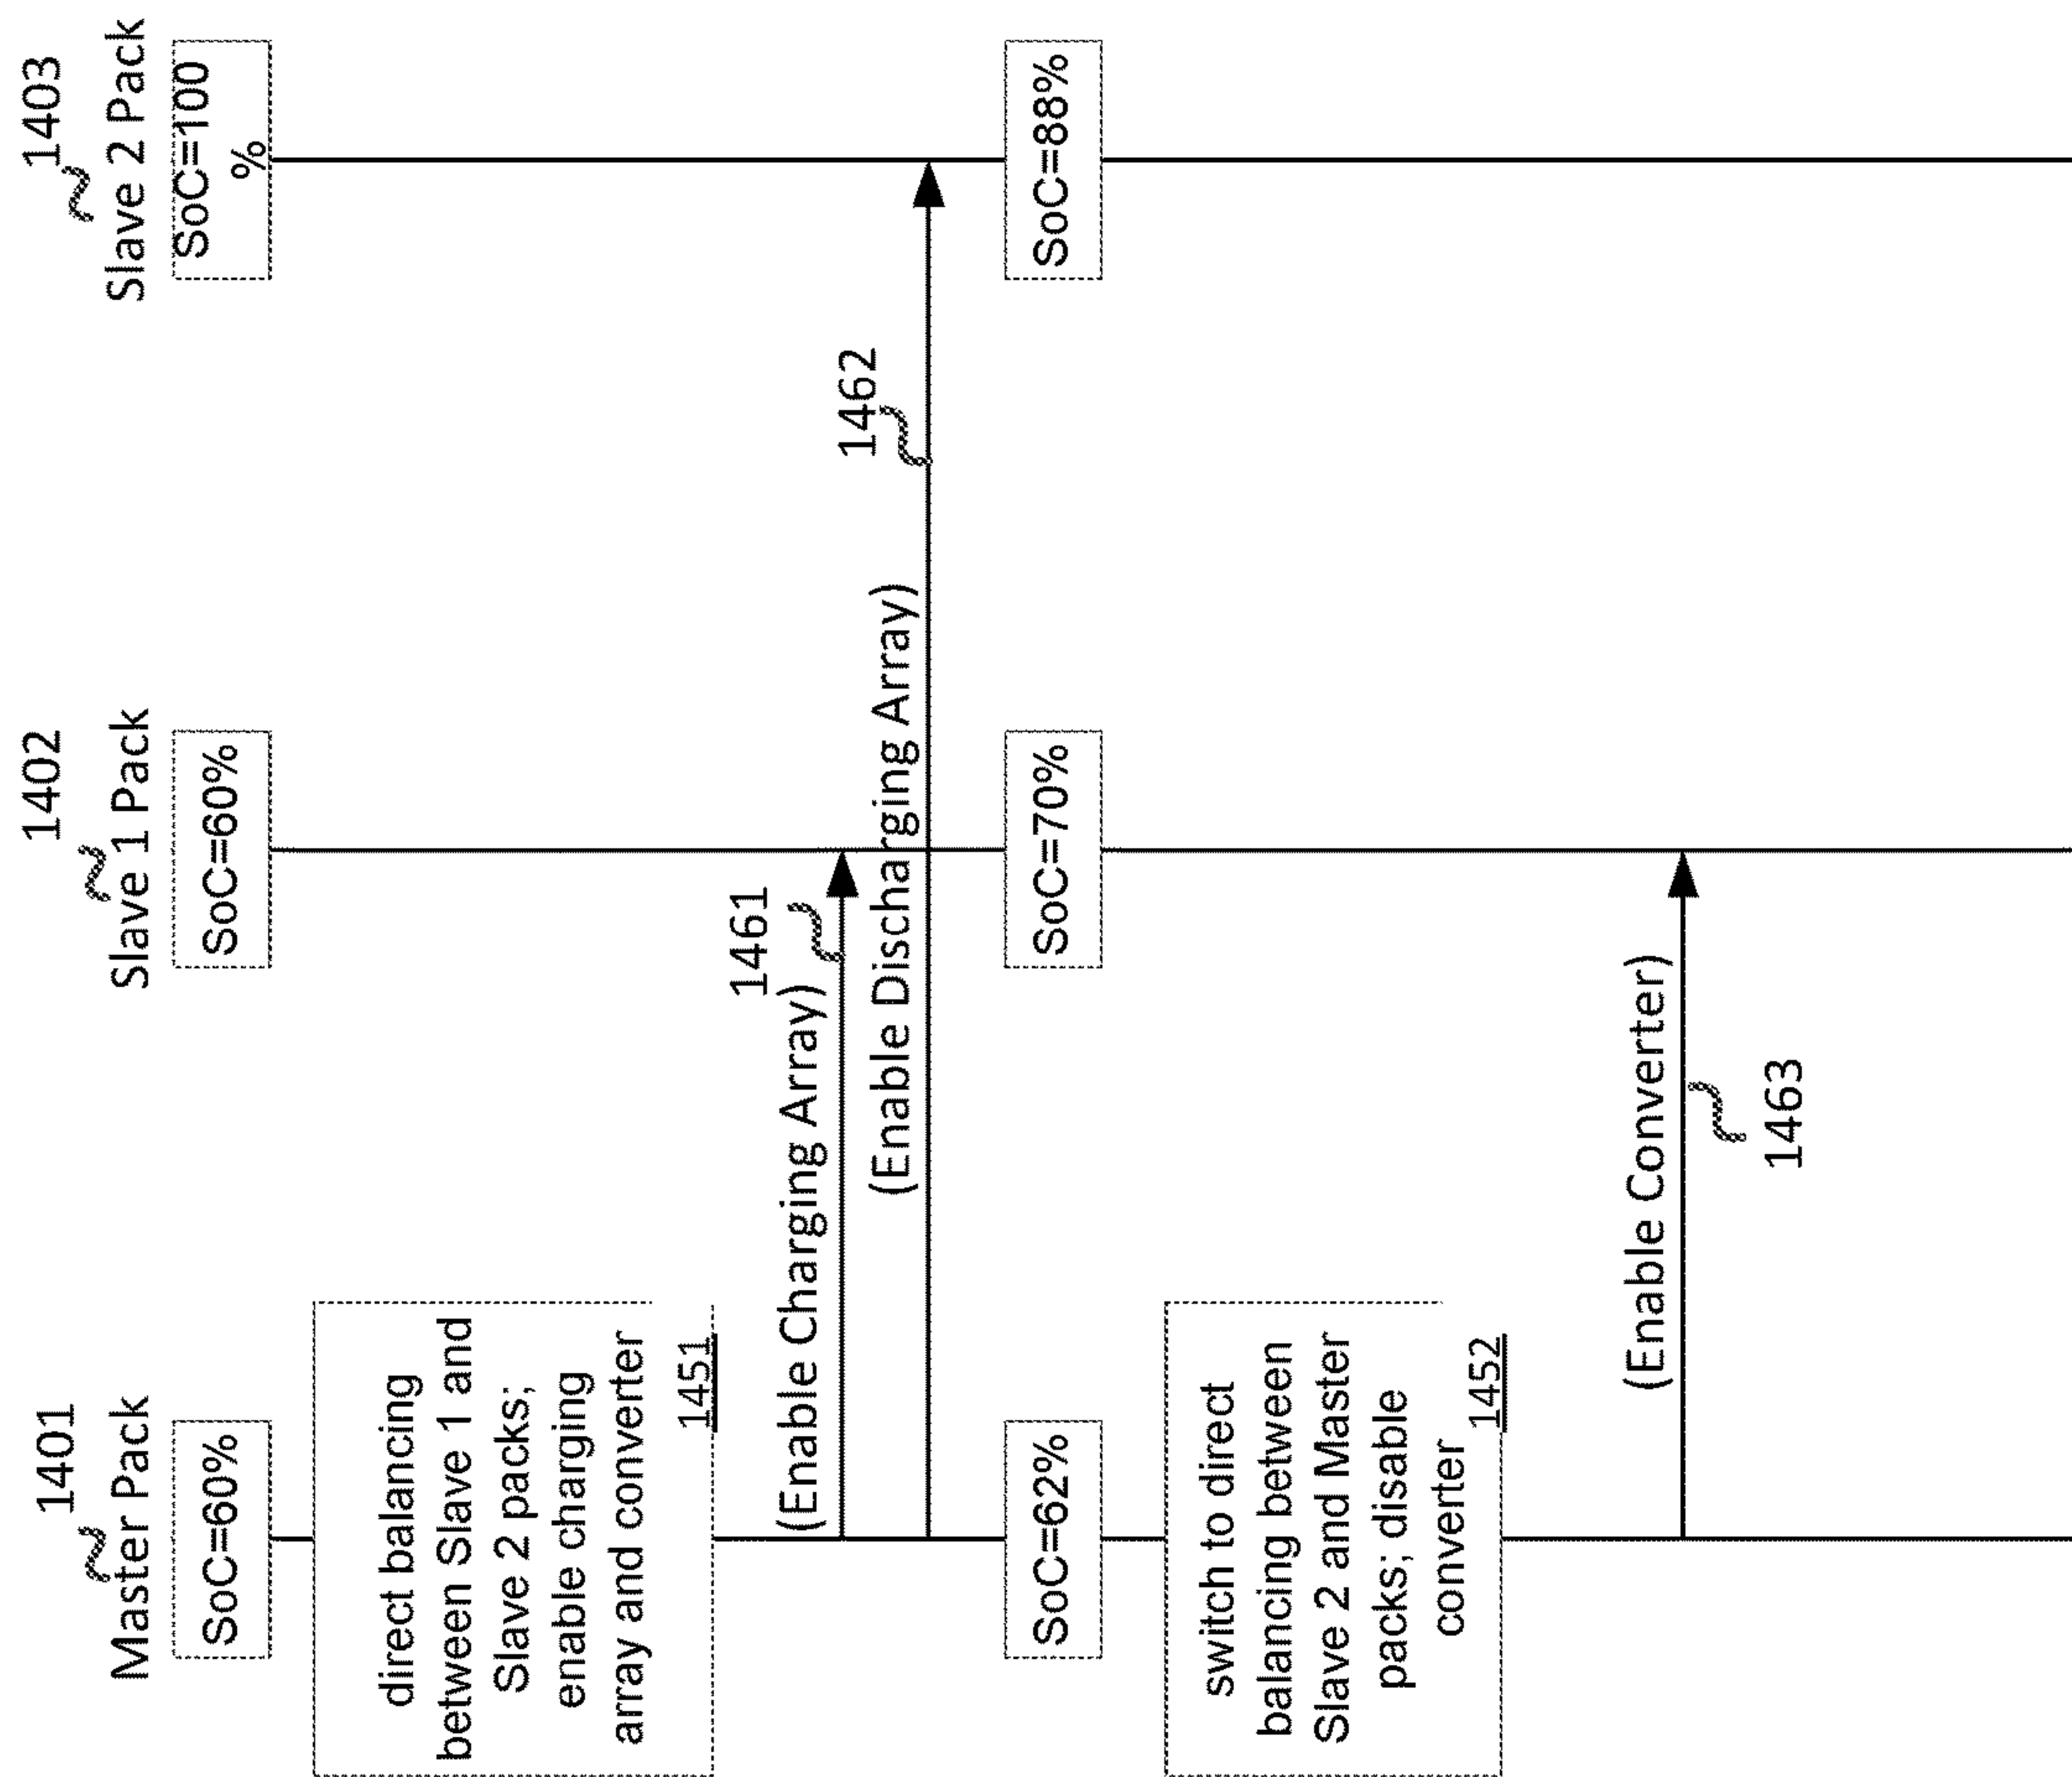 1401
Master Pack
SoC=60%
1402
Slave 1 Pack
SoC=60%
1403
Slave 2 Pack
SoC=100
%
direct balancing
between Slave 1 and
Slave 2 packs;
enable charging
array and converter
1451
1461
(Enable Charging Array)
1462
(Enable Discharging Array)
SoC=62%
SoC=70%
SoC=88%
switch to direct
balancing between
Slave 2 and Master
packs; disable
converter
1452
(Enable Converter)
1463